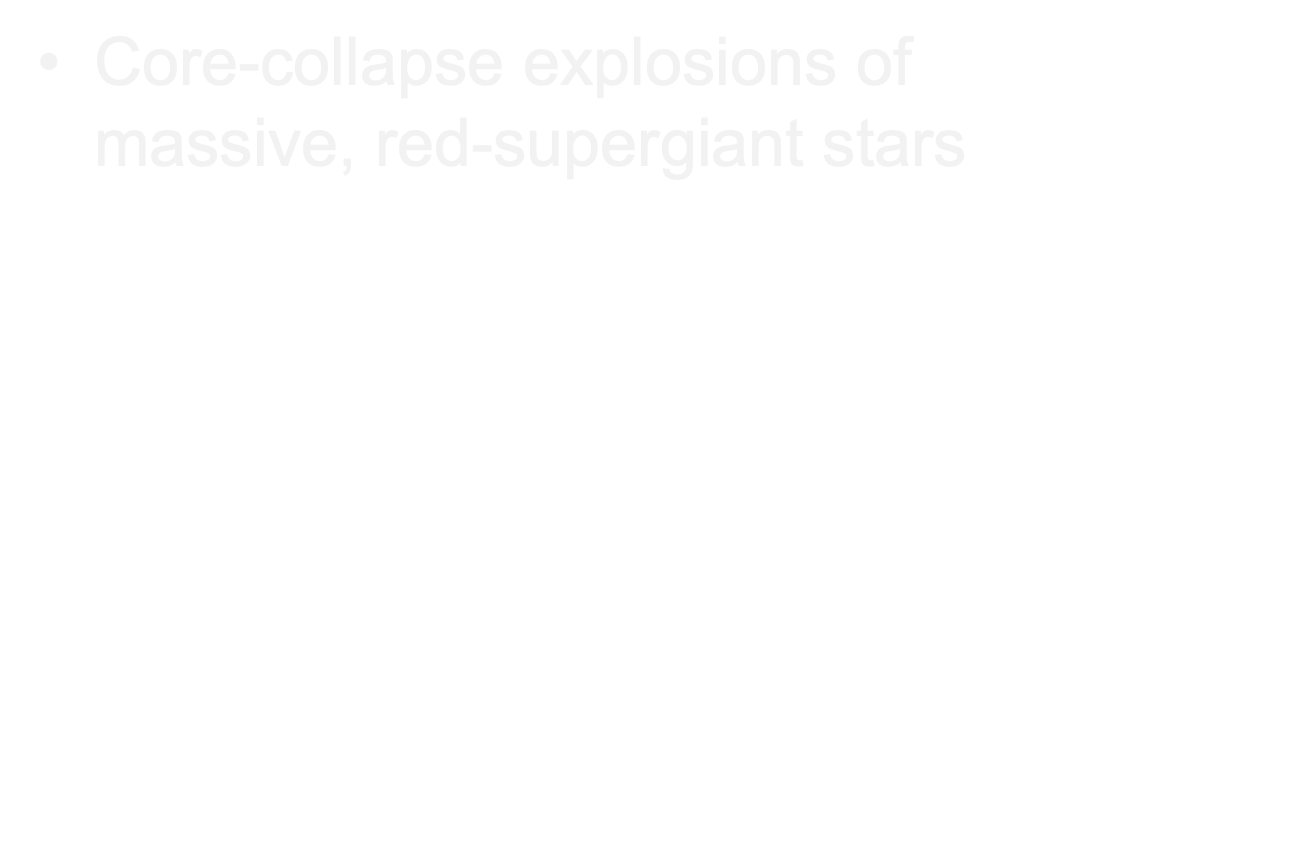 • Core-collapse explosions of
massive, red-supergiant stars